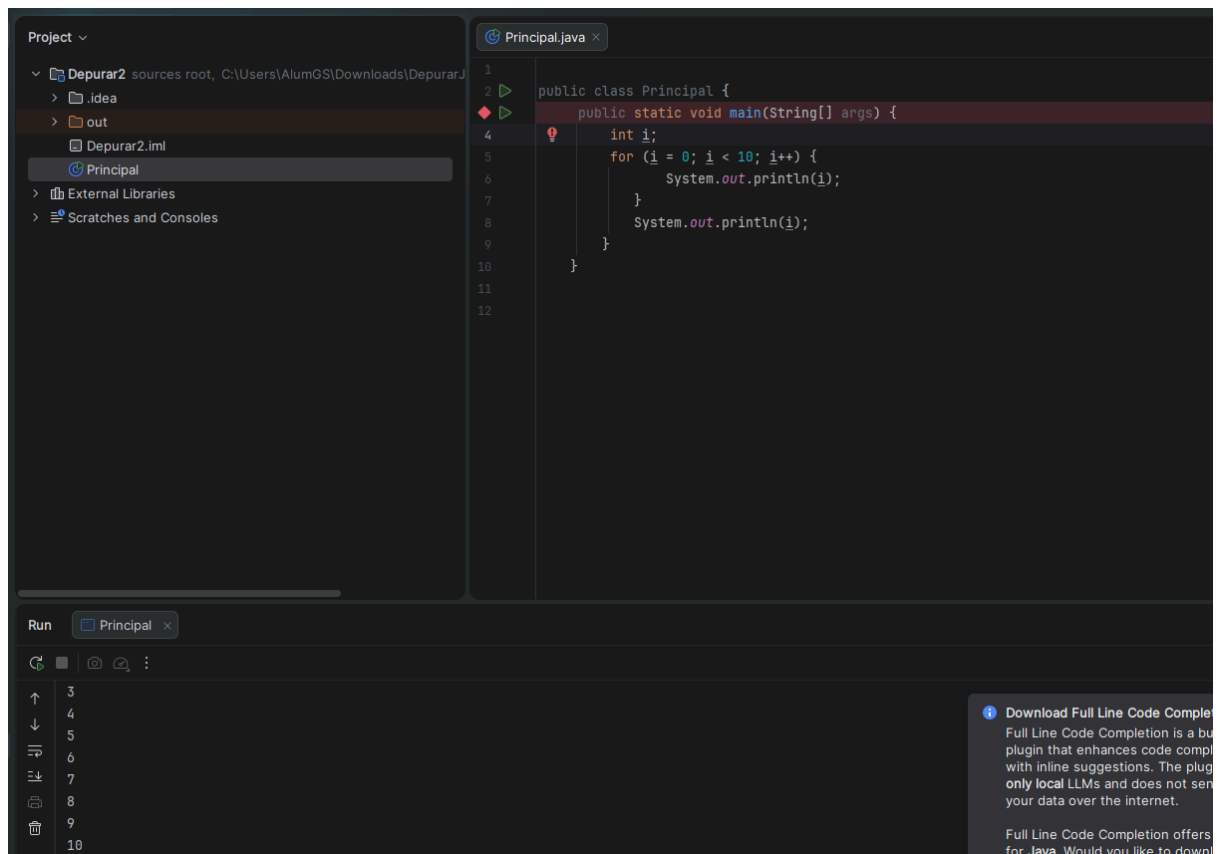 Project
Depurar2 sources root, C:\Users\AlumGS\Downloads\DepurarJ
.idea
out
Depurar2.iml
Principal
External Libraries
Scratches and Consoles
Principal.java
1
2 public class Principal {
public static void main(String[] args) {
4 int i;
5 for (i = 0; i < 10; i++) {
6 System.out.println(i);
7 }
8 System.out.println(i);
9 }
10 }
11
12
Run Principal
3
4
5
6
7
8
9
10
Download Full Line Code Complet
Full Line Code Completion is a bu
plugin that enhances code compl
with inline suggestions. The plug
only local LLMs and does not sen
your data over the internet.
Full Line Code Completion offers
for Java. Would you like to downl